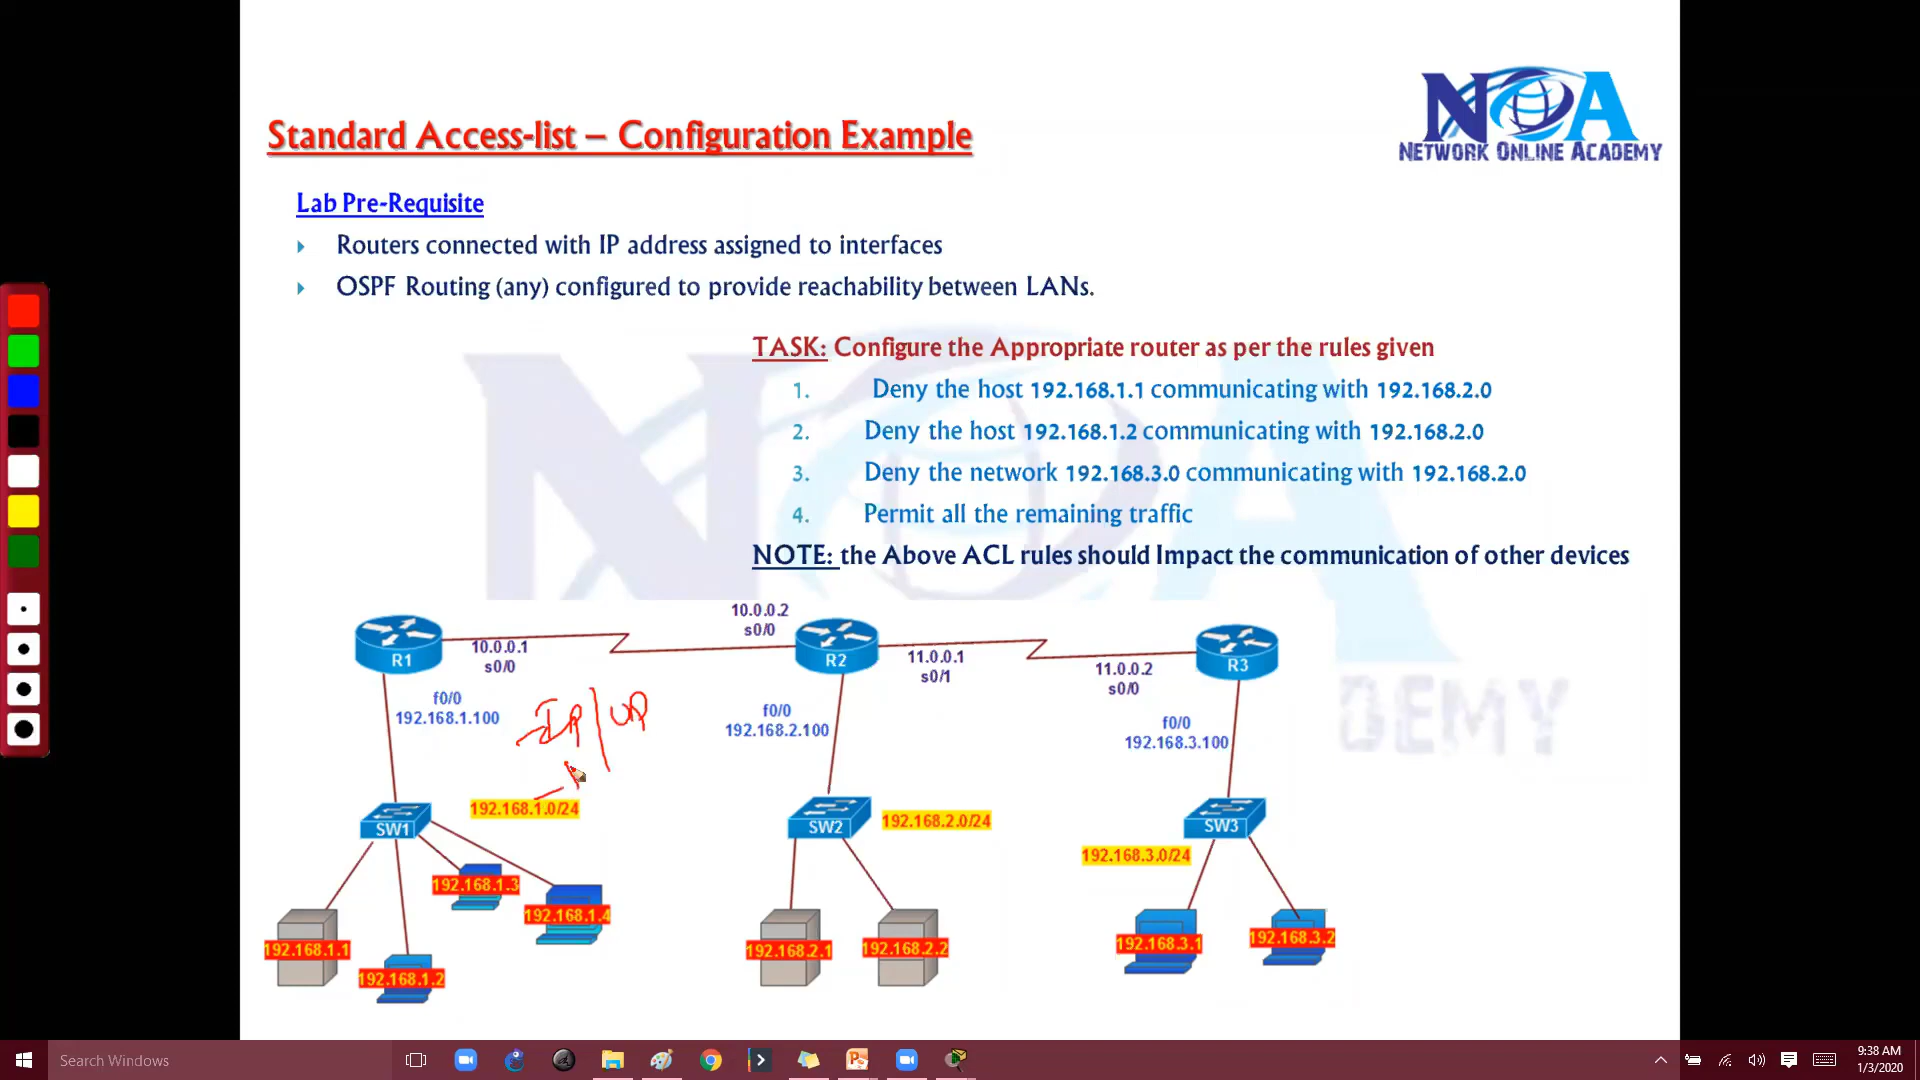 NOA
NETWORK ONLINE ACADEMY
Standard Access-list – Configuration Example
Lab Pre-Requisite
Routers connected with IP address assigned to interfaces
OSPF Routing (any) configured to provide reachability between LANs.
TASK: Configure the Appropriate router as per the rules given
1. Deny the host 192.168.1.1 communicating with 192.168.2.0
2. Deny the host 192.168.1.2 communicating with 192.168.2.0
3. Deny the network 192.168.3.0 communicating with 192.168.2.0
4. Permit all the remaining traffic
NOTE: the Above ACL rules should Impact the communication of other devices
10.0.0.2
s0/0
R1
10.0.0.1
s0/0
R2
11.0.0.1
s0/1
11.0.0.2
s0/0
R3
f0/0
192.168.1.100
f0/0
192.168.2.100
f0/0
192.168.3.100
DEMY
- IP / UP
192.168.1.0/24
SW1
SW2
192.168.2.0/24
SW3
192.168.3.0/24
192.168.1.3
192.168.1.4
192.168.1.1
192.168.1.2
192.168.2.1
192.168.2.2
192.168.3.1
192.168.3.2
Search Windows
9:38 AM
1/3/2020